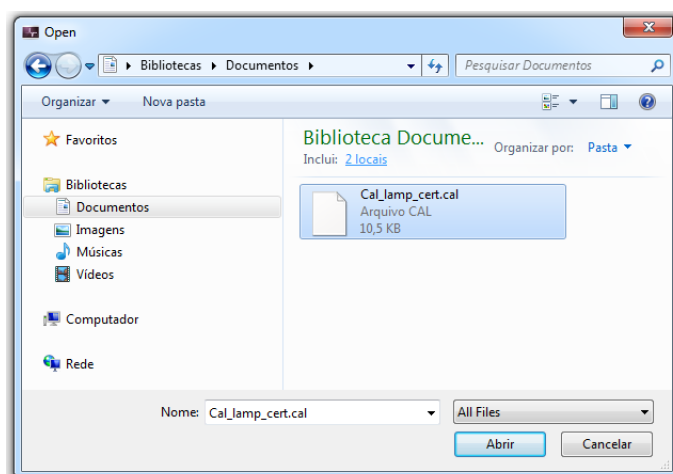 Open
Bibliotecas Documentos
Pesquisar Documentos
Organizar Nova pasta
Favoritos
Bibliotecas
Documentos
Imagens
Músicas
Vídeos
Computador
Rede
Biblioteca Docume...
Inclui: 2 locais
Organizar por: Pasta
Cal_lamp_cert.cal
Arquivo CAL
10,5 KB
Nome: Cal_lamp_cert.cal All Files
Abrir Cancelar